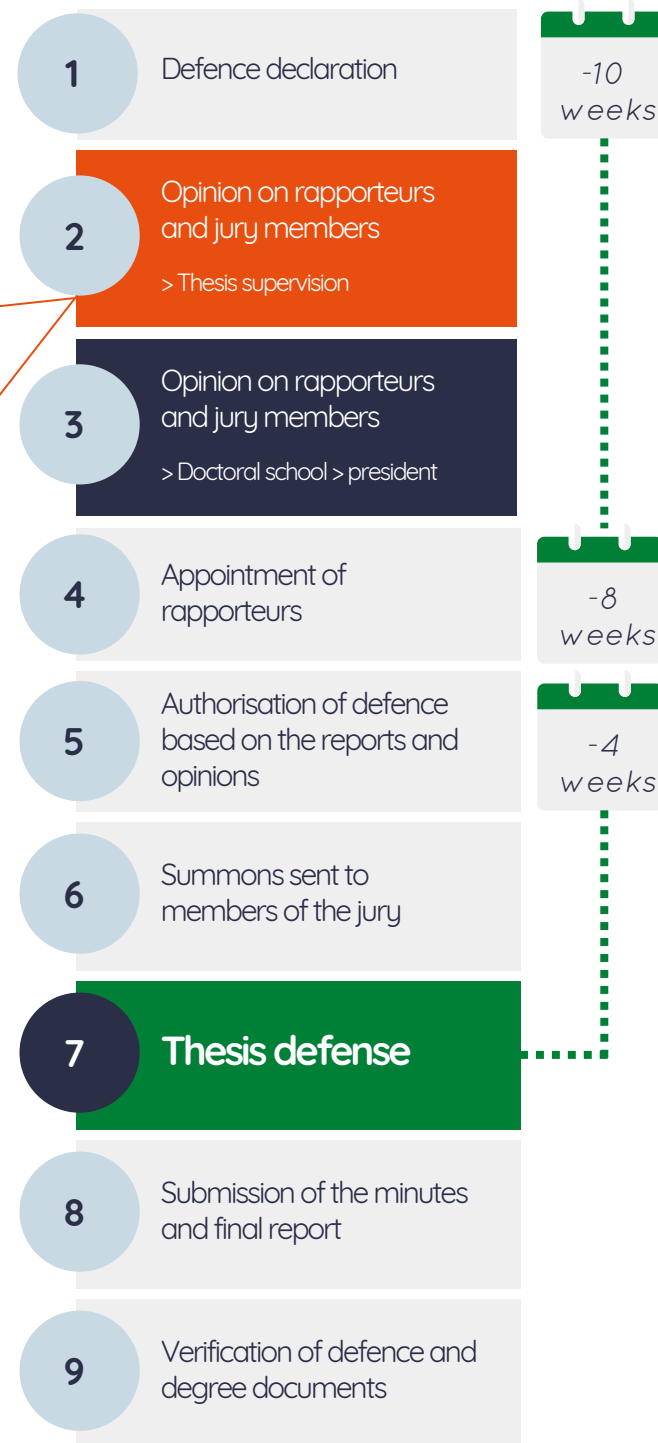 1
Defence declaration
-10
weeks
2
Opinion on rapporteurs
and jury members
> Thesis supervision
3
Opinion on rapporteurs
and jury members
> Doctoral school > president
4
Appointment of
rapporteurs
-8
weeks
5
Authorisation of defence
based on the reports and
opinions
-4
weeks
6
Summons sent to
members of the jury
7
Thesis defense
8
Submission of the minutes
and final report
9
Verification of defence and
degree documents